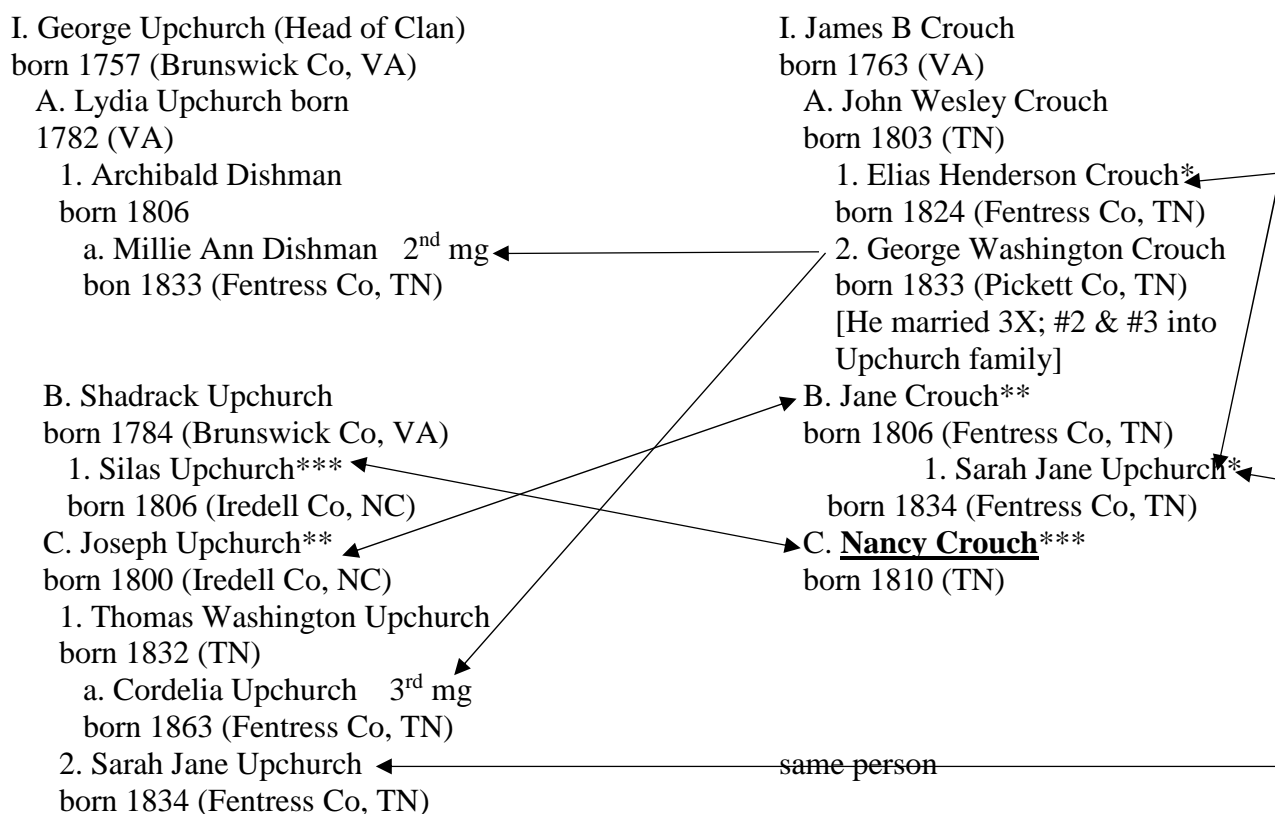 I. George Upchurch (Head of Clan)
born 1757 (Brunswick Co, VA)
A. Lydia Upchurch born
1782 (VA)
1. Archibald Dishman
born 1806
a. Millie Ann Dishman 2nd mg
bon 1833 (Fentress Co, TN)
B. Shadrack Upchurch
born 1784 (Brunswick Co, VA)
1. Silas Upchurch***
born 1806 (Iredell Co, NC)
C. Joseph Upchurch**
born 1800 (Iredell Co, NC)
1. Thomas Washington Upchurch
born 1832 (TN)
a. Cordelia Upchurch 3rd mg
born 1863 (Fentress Co, TN)
2. Sarah Jane Upchurch
born 1834 (Fentress Co, TN)
I. James B Crouch
born 1763 (VA)
A. John Wesley Crouch
born 1803 (TN)
1. Elias Henderson Crouch*
born 1824 (Fentress Co, TN)
2. George Washington Crouch
born 1833 (Pickett Co, TN)
[He married 3X; #2 & #3 into
Upchurch family]
B. Jane Crouch**
born 1806 (Fentress Co, TN)
1. Sarah Jane Upchurch*
born 1834 (Fentress Co, TN)
C. Nancy Crouch***
born 1810 (TN)
same person